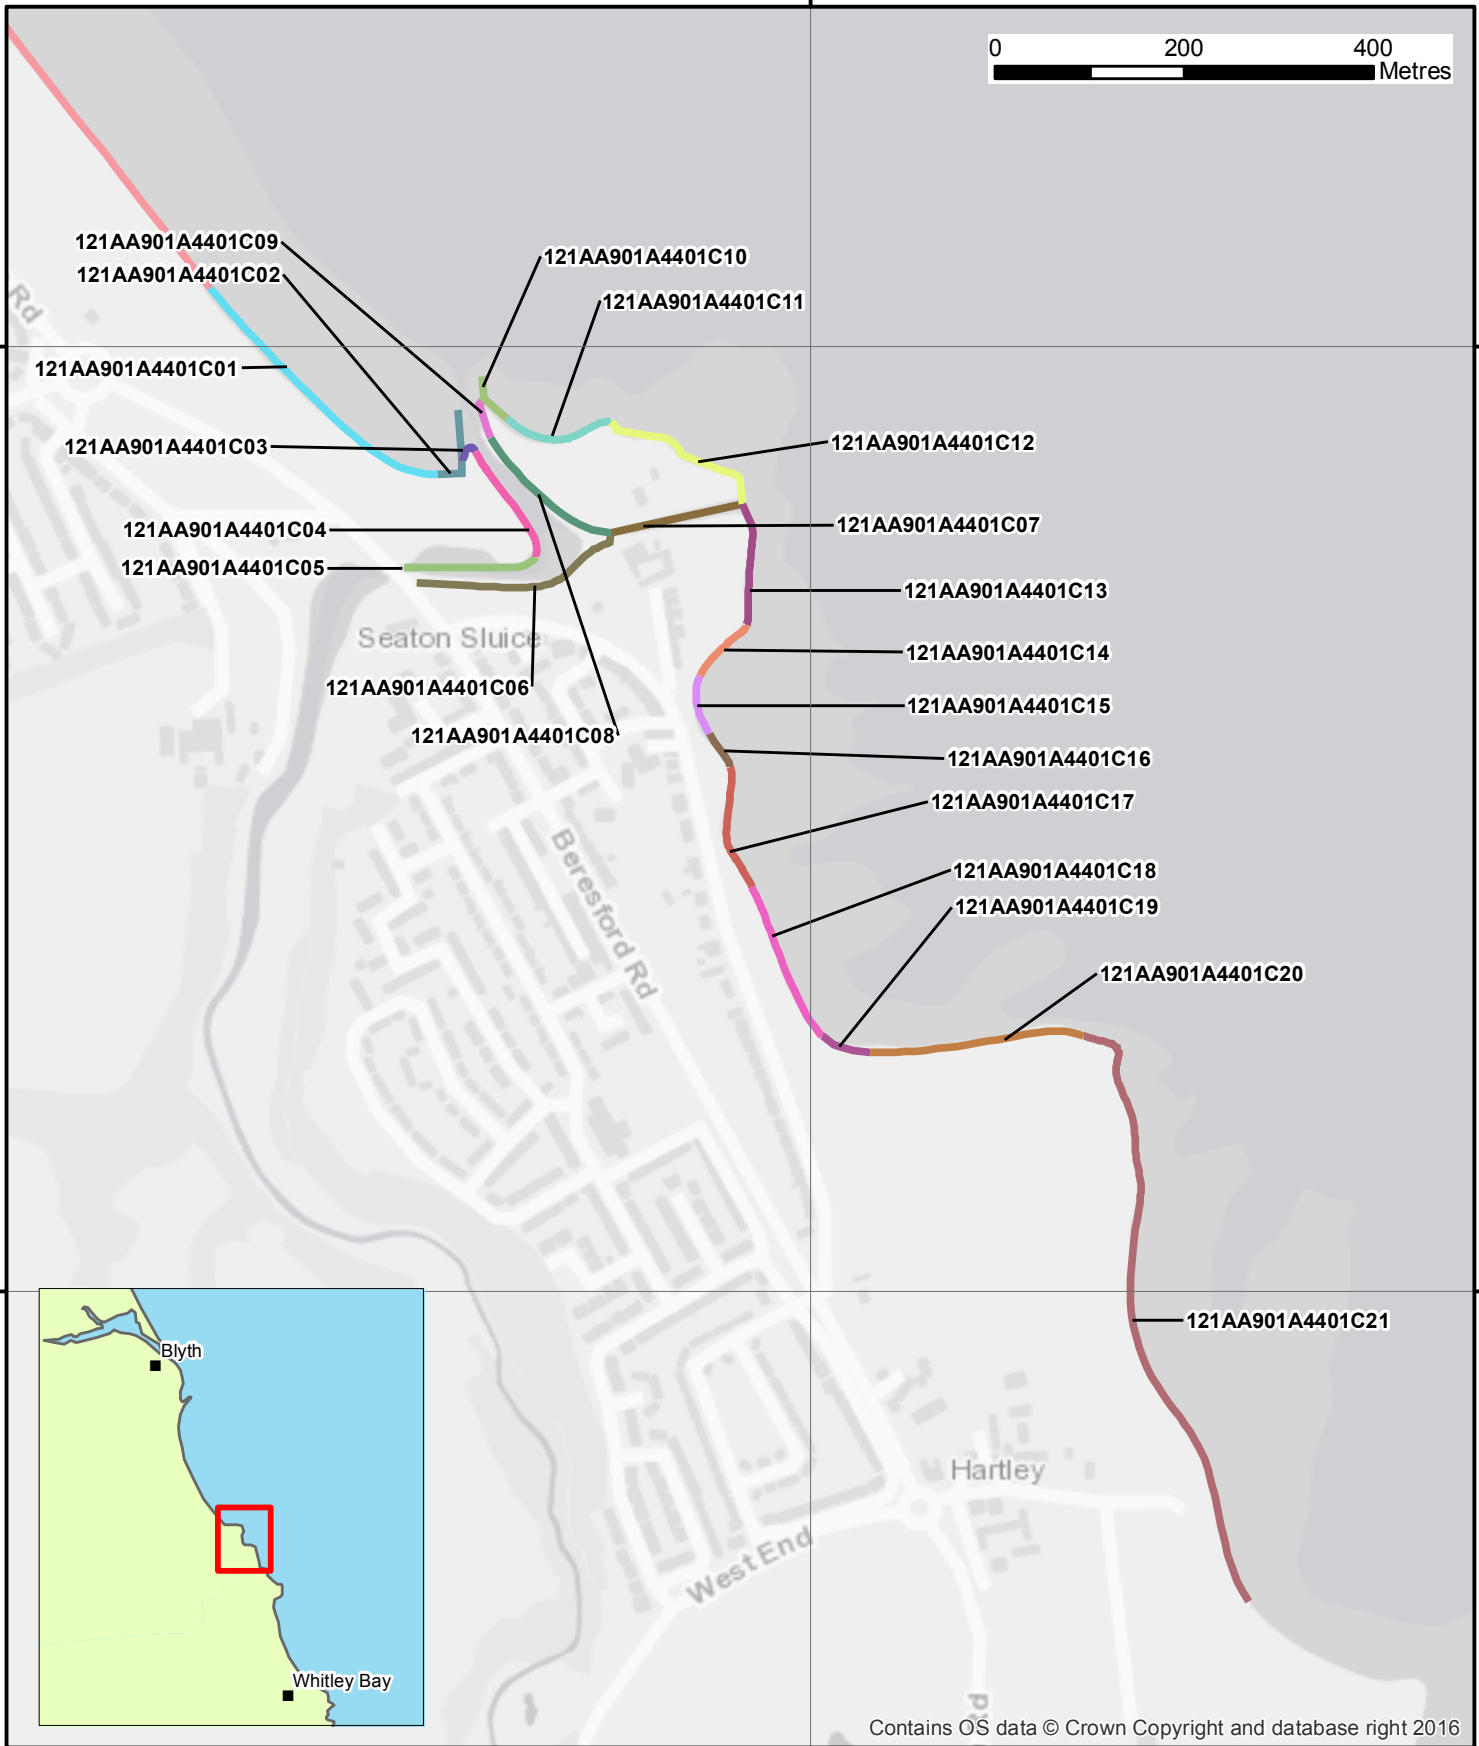 0 200 400
Metres
121AA901A4401C09
121AA901A4401C10
121AA901A4401C02
Rd
121AA901A4401C11
121AA901A4401C01
121AA901A4401C03
121AA901A4401C12
121AA901A4401C04
121AA901A4401C07
121AA901A4401C05
121AA901A4401C13
Seaton Sluice
121AA901A4401C14
121AA901A4401C06
121AA901A4401C15
121AA901A4401C08
121AA901A4401C16
121AA901A4401C17
Beresford Rd
121AA901A4401C18
121AA901A4401C19
121AA901A4401C20
121AA901A4401C21
Blyth
Hartley
West End
Whitley Bay
Rd
Contains OS data © Crown Copyright and database right 2016